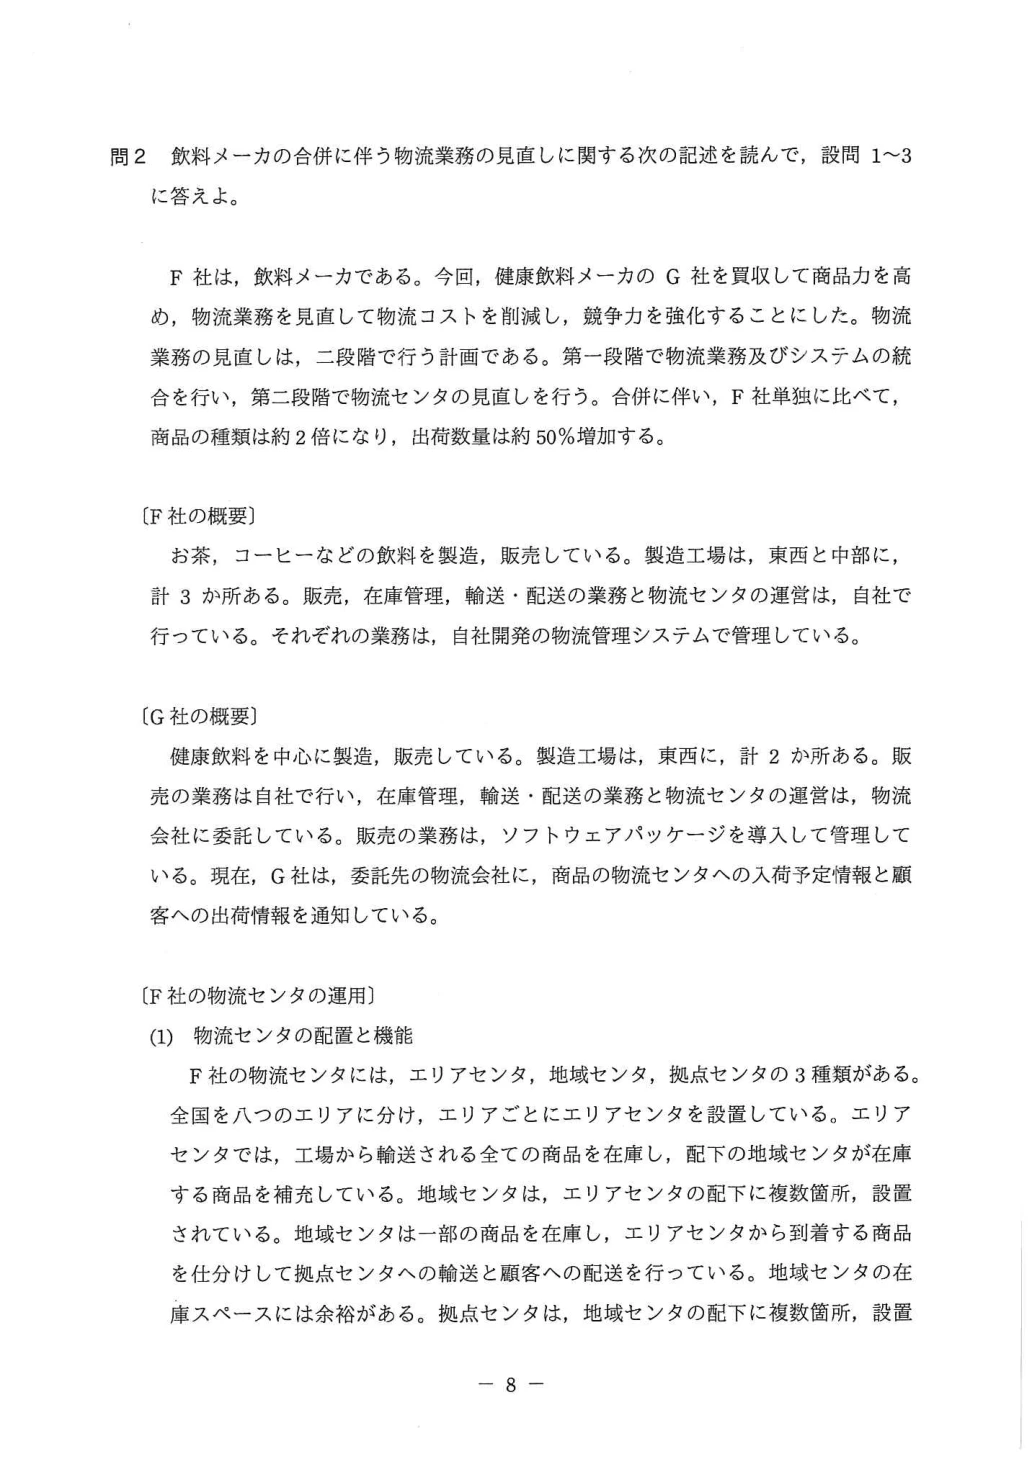 問2　飲料メーカの合併に伴う物流業務の見直しに関する次の記述を読んで，設問 1～3
に答えよ。
F 社は，飲料メーカである。今回，健康飲料メーカの G 社を買収して商品力を高
め，物流業務を見直して物流コストを削減し，競争力を強化することにした。物流
業務の見直しは，二段階で行う計画である。第一段階で物流業務及びシステムの統
合を行い，第二段階で物流センタの見直しを行う。合併に伴い，F 社単独に比べて，
商品の種類は約 2 倍になり，出荷数量は約 50％増加する。
〔F 社の概要〕
お茶，コーヒーなどの飲料を製造，販売している。製造工場は，東西と中部に，
計 3 か所ある。販売，在庫管理，輸送・配送の業務と物流センタの運営は，自社で
行っている。それぞれの業務は，自社開発の物流管理システムで管理している。
〔G 社の概要〕
健康飲料を中心に製造，販売している。製造工場は，東西に，計 2 か所ある。販
売の業務は自社で行い，在庫管理，輸送・配送の業務と物流センタの運営は，物流
会社に委託している。販売の業務は，ソフトウェアパッケージを導入して管理して
いる。現在，G 社は，委託先の物流会社に，商品の物流センタへの入荷予定情報と顧
客への出荷情報を通知している。
〔F 社の物流センタの運用〕
(1)　物流センタの配置と機能
F 社の物流センタには，エリアセンタ，地域センタ，拠点センタの 3 種類がある。
全国を八つのエリアに分け，エリアごとにエリアセンタを設置している。エリア
センタでは，工場から輸送される全ての商品を在庫し，配下の地域センタが在庫
する商品を補充している。地域センタは，エリアセンタの配下に複数箇所，設置
されている。地域センタは一部の商品を在庫し，エリアセンタから到着する商品
を仕分けして拠点センタへの輸送と顧客への配送を行っている。地域センタの在
庫スペースには余裕がある。拠点センタは，地域センタの配下に複数箇所，設置
－ 8 －